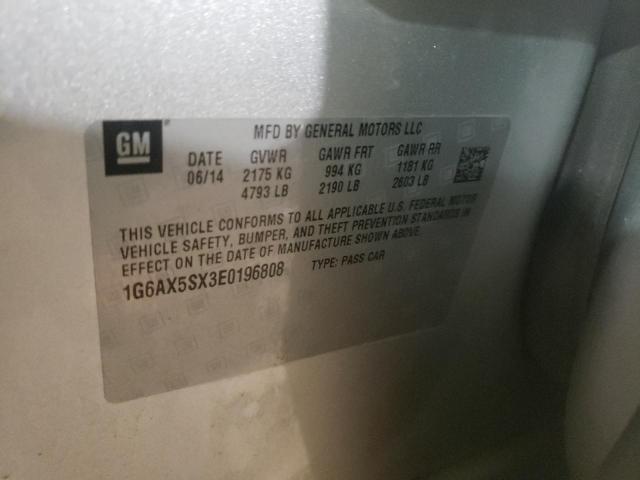 GM
MFD BY GENERAL MOTORS LLC
DATE GVWR GAWR FRT GAWR RR
06/14 2175 KG 994 KG 1181 KG
4793 LB 2190 LB 2603 LB
THIS VEHICLE CONFORMS TO ALL APPLICABLE U.S. FEDERAL MOTOR
VEHICLE SAFETY, BUMPER, AND THEFT PREVENTION STANDARDS IN
EFFECT ON THE DATE OF MANUFACTURE SHOWN ABOVE.
1G6AX5SX3E0196808 TYPE: PASS CAR